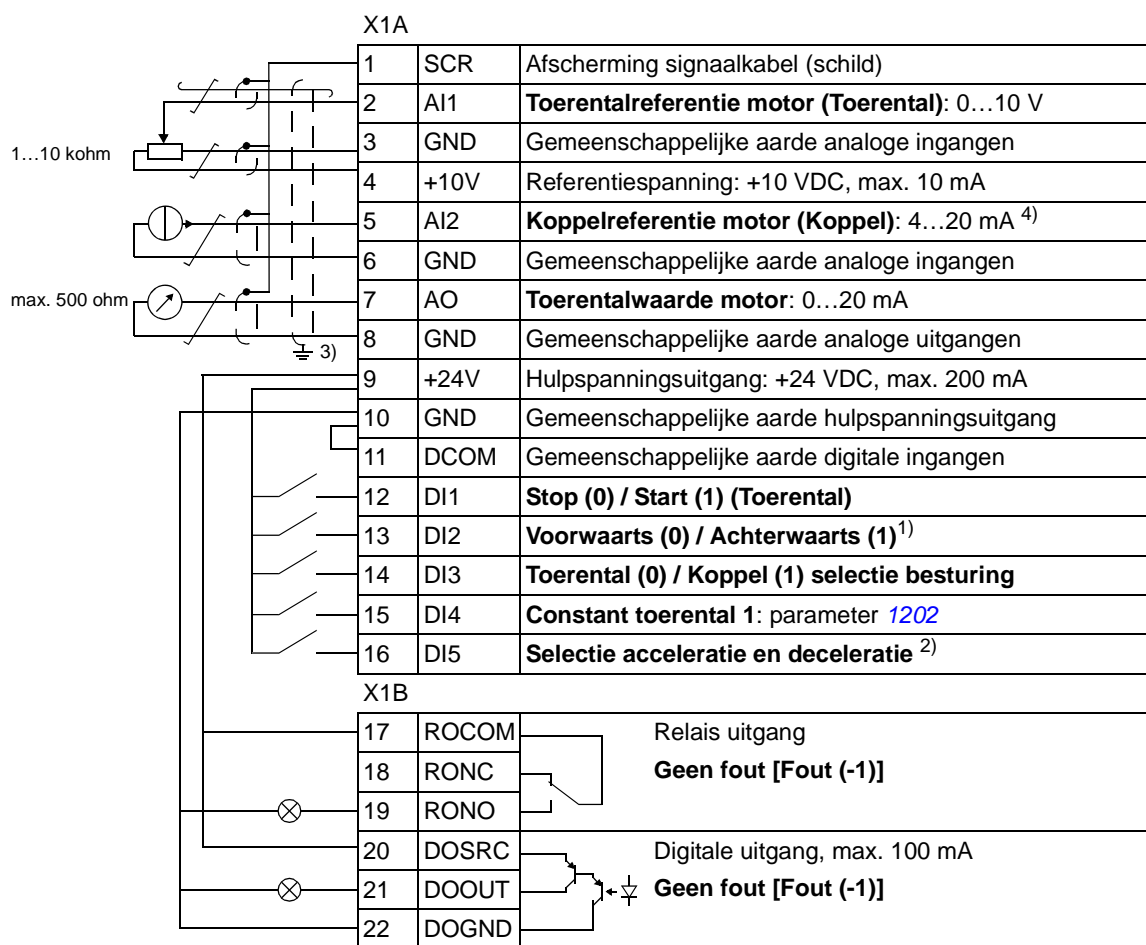 X1A
1 SCR Afscherming signaalkabel (schild)
2 AI1 Toerentalreferentie motor (Toerental): 0…10 V
1…10 kohm
3 GND Gemeenschappelijke aarde analoge ingangen
4 +10V Referentiespanning: +10 VDC, max. 10 mA
5 AI2 Koppelreferentie motor (Koppel): 4…20 mA 4)
6 GND Gemeenschappelijke aarde analoge ingangen
max. 500 ohm
7 AO Toerentalwaarde motor: 0…20 mA
8 GND Gemeenschappelijke aarde analoge uitgangen
3)
9 +24V Hulpspanningsuitgang: +24 VDC, max. 200 mA
10 GND Gemeenschappelijke aarde hulpspanningsuitgang
11 DCOM Gemeenschappelijke aarde digitale ingangen
12 DI1 Stop (0) / Start (1) (Toerental)
13 DI2 Voorwaarts (0) / Achterwaarts (1)1)
14 DI3 Toerental (0) / Koppel (1) selectie besturing
15 DI4 Constant toerental 1: parameter 1202
16 DI5 Selectie acceleratie en deceleratie 2)
X1B
17 ROCOM Relais uitgang
18 RONC Geen fout [Fout (-1)]
19 RONO
20 DOSRC Digitale uitgang, max. 100 mA
21 DOOUT Geen fout [Fout (-1)]
22 DOGND